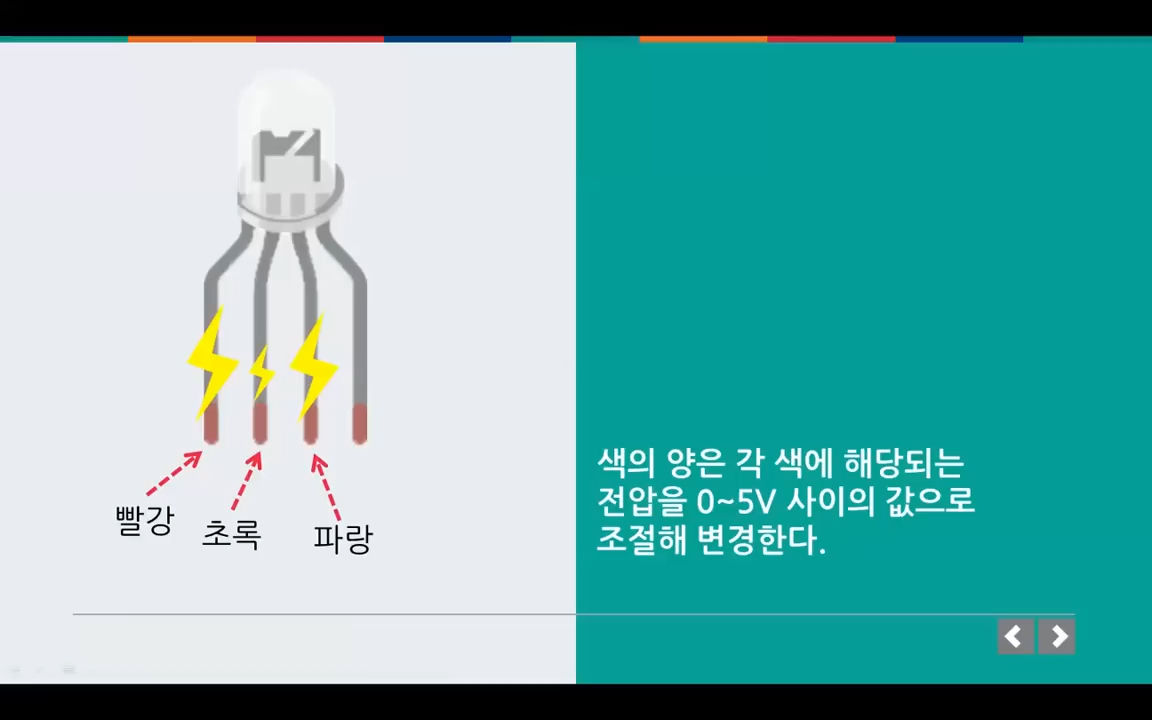 빨강
초록
파랑
색의 양은 각 색에 해당되는
전압을 0~5V 사이의 값으로
조절해 변경한다.